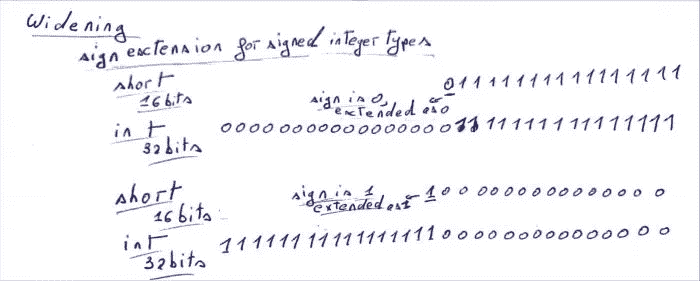 Widening
sign exctension for signed integer types
short 0111111111111111
16 bits sign is 0, extended as 0
int 00000000000000000111111111111111
32 bits
short sign is 1 1000000000000000
16 bits extended as 1
int 11111111111111111000000000000000
32 bits